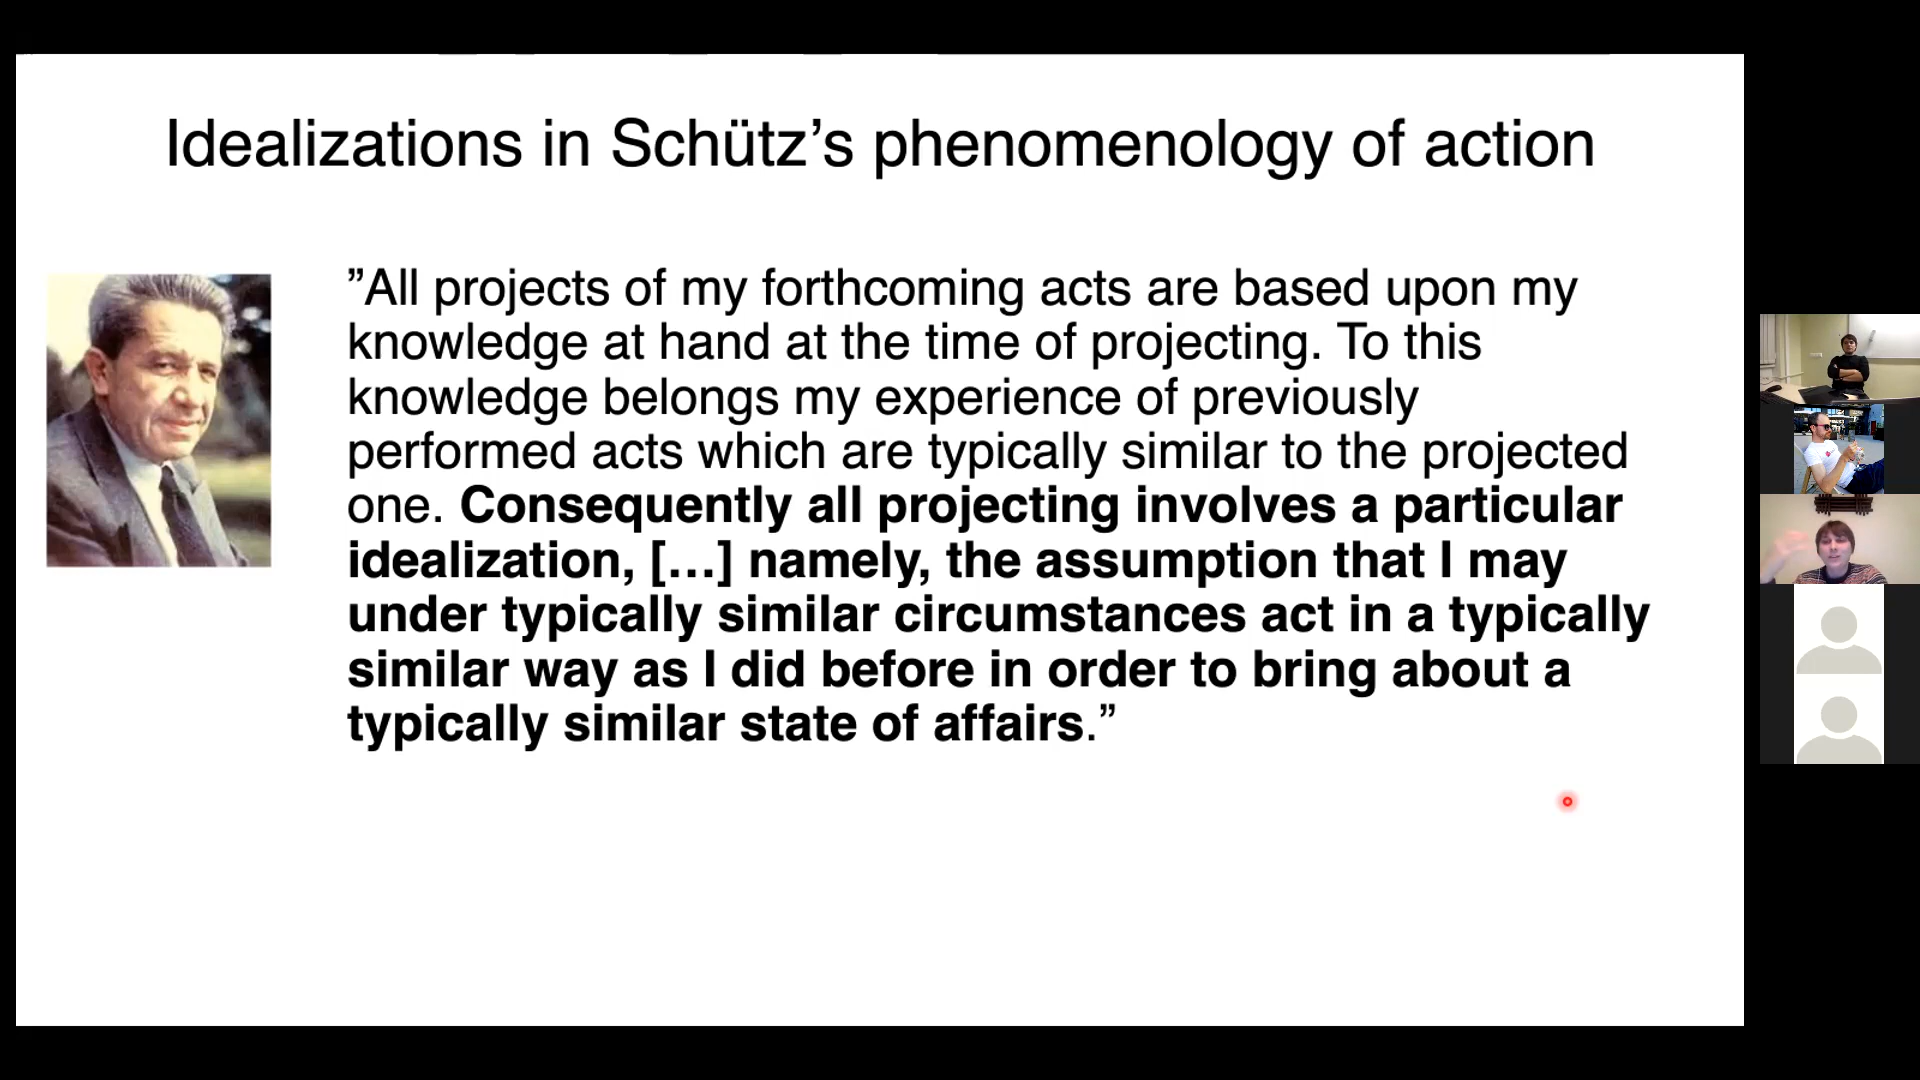 Idealizations in Schütz’s phenomenology of action
”All projects of my forthcoming acts are based upon my
knowledge at hand at the time of projecting. To this
knowledge belongs my experience of previously
performed acts which are typically similar to the projected
one. Consequently all projecting involves a particular
idealization, […] namely, the assumption that I may
under typically similar circumstances act in a typically
similar way as I did before in order to bring about a
typically similar state of affairs.”